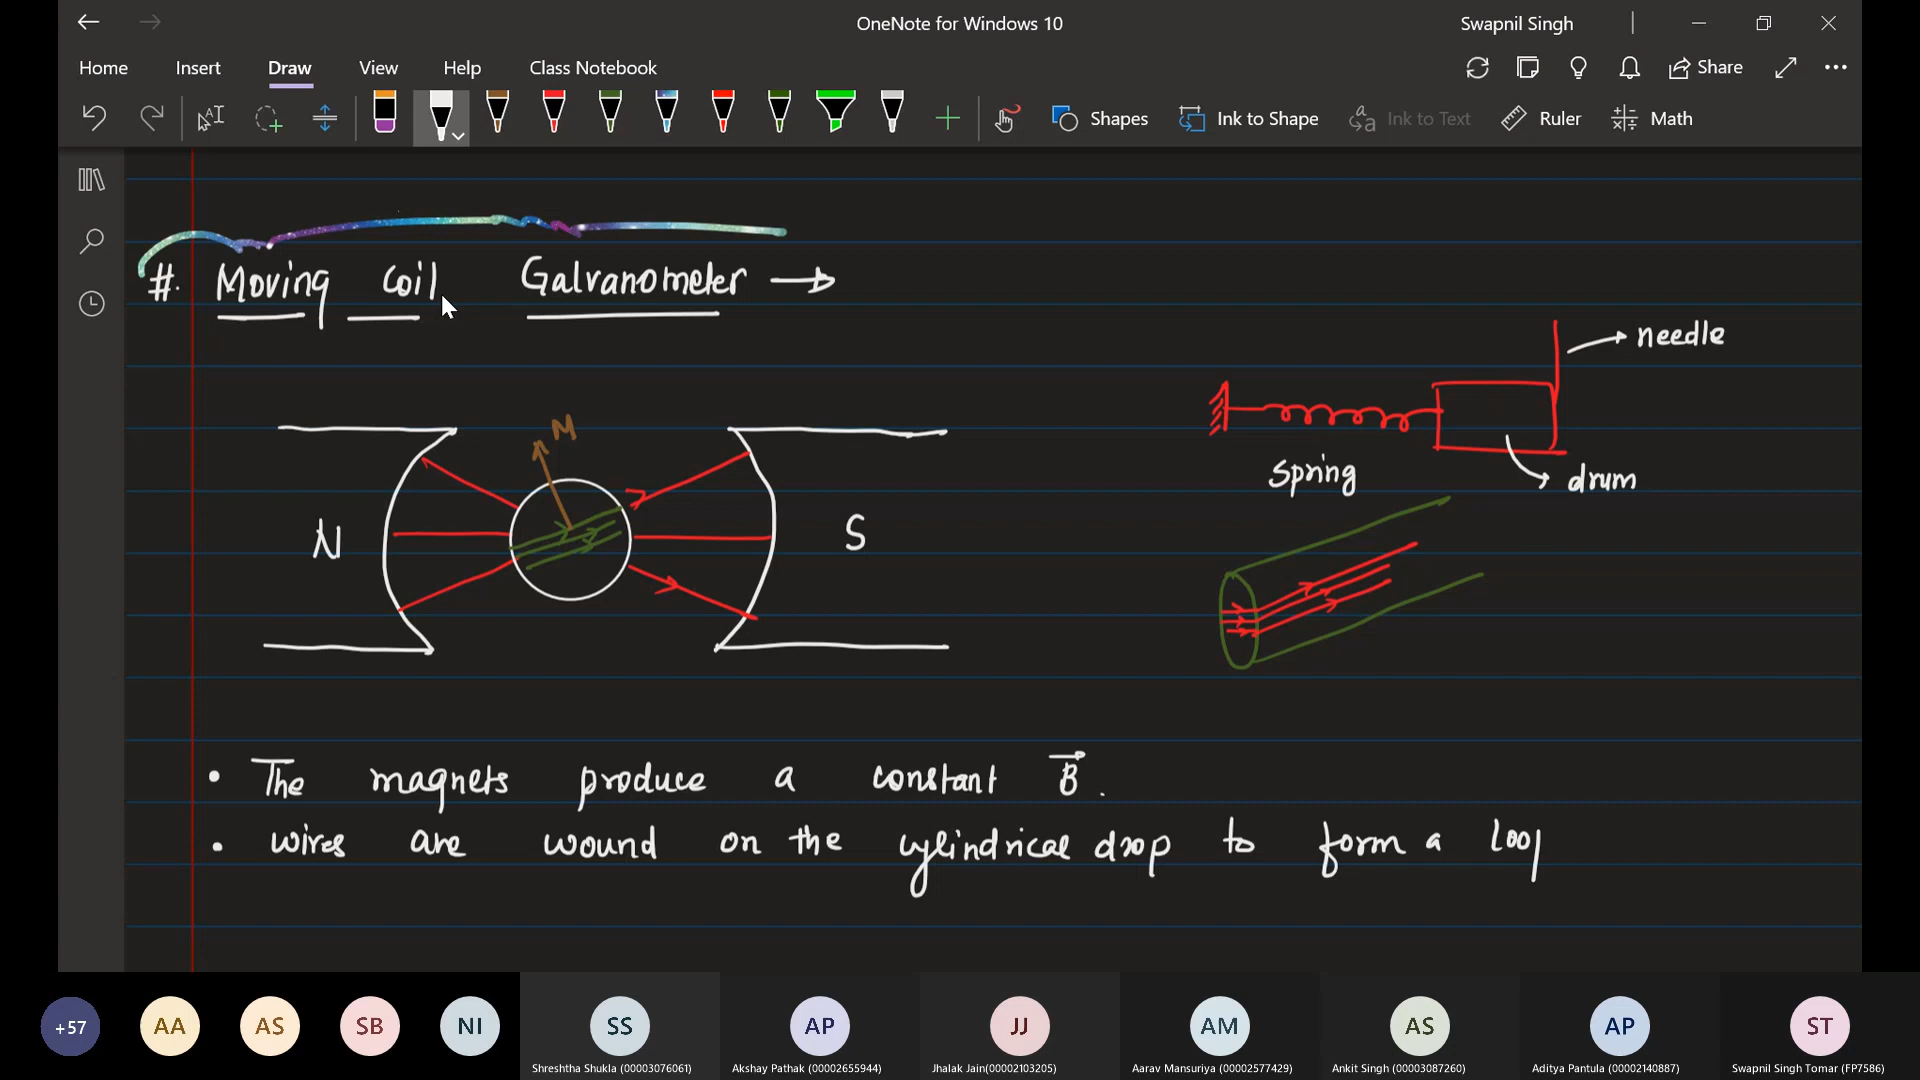 OneNote for Windows 10
Swapnil Singh
Home Insert Draw View Help Class Notebook
Share
Shapes Ink to Shape Ink to Text Ruler Math
#. Moving Coil Galvanometer →
needle
M
Spring
drum
N
S
• The magnets produce a constant B.
• wires are wound on the cylindrical drop to form a loop
+57 AA AS SB NI SS AP JJ AM AS AP ST
Shreshtha Shukla (00003076061) Akshay Pathak (00002655944) Jhalak Jain(00002103205) Aarav Mansuriya (00002577429) Ankit Singh (00003087260) Aditya Pantula (00002140887) Swapnil Singh Tomar (FP7586)